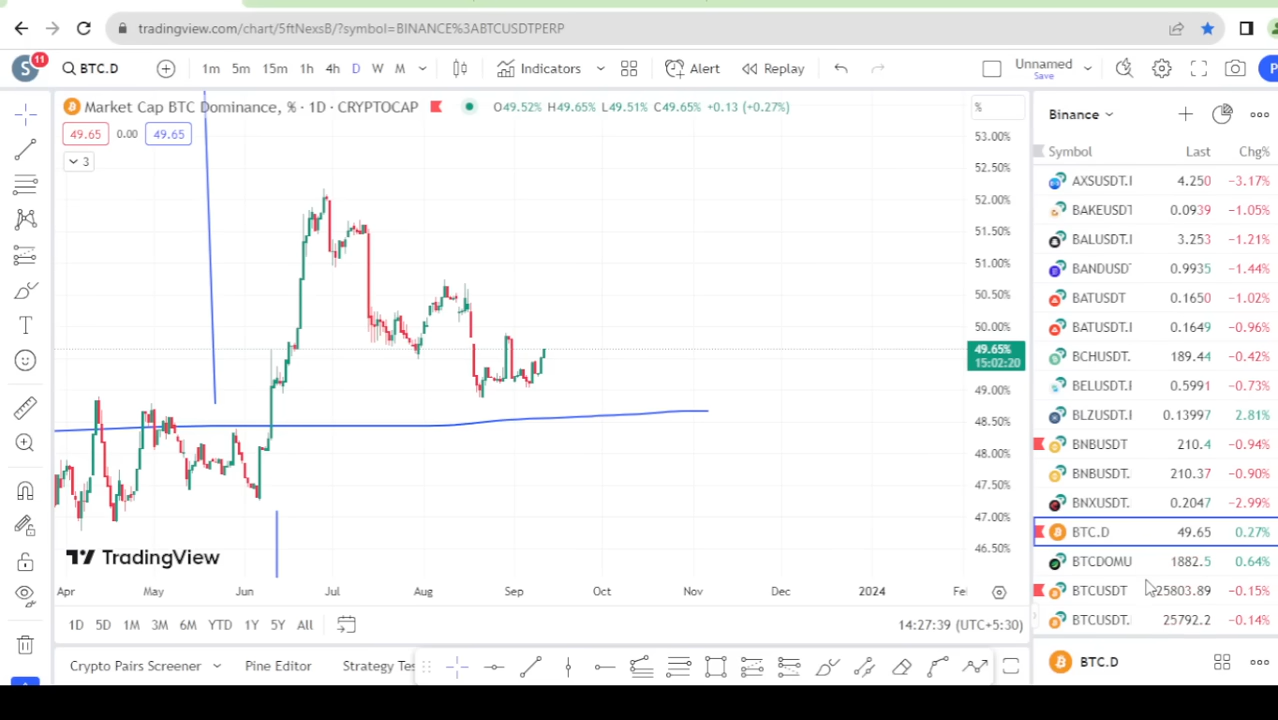 tradingview.com/chart/5ftNexsB/?symbol=BINANCE%3ABTCUSDTPERP
S 11 BTC.D 1m 5m 15m 1h 4h D W M Indicators Alert Replay Unnamed Save P
Market Cap BTC Dominance, % · 1D · CRYPTOCAP O49.52% H49.65% L49.51% C49.65% +0.13 (+0.27%)
49.65 0.00 49.65
3
%
53.00%
52.50%
52.00%
51.50%
51.00%
50.50%
50.00%
49.65%
15:02:20
49.00%
48.50%
48.00%
47.50%
47.00%
46.50%
TradingView
Apr May Jun Jul Aug Sep Oct Nov Dec 2024 Fe
1D 5D 1M 3M 6M YTD 1Y 5Y All 14:27:39 (UTC+5:30)
Crypto Pairs Screener Pine Editor Strategy Tes
Binance
Symbol Last Chg%
AXSUSDT.I 4.250 -3.17%
BAKEUSDT 0.0939 -1.05%
BALUSDT.I 3.253 -1.21%
BANDUSD 0.9935 -1.44%
BATUSDT 0.1650 -1.02%
BATUSDT.I 0.1649 -0.96%
BCHUSDT. 189.44 -0.42%
BELUSDT.I 0.5991 -0.73%
BLZUSDT.I 0.13997 2.81%
BNBUSDT 210.4 -0.94%
BNBUSDT. 210.37 -0.90%
BNXUSDT. 0.2047 -2.99%
BTC.D 49.65 0.27%
BTCDOMU 1882.5 0.64%
BTCUSDT 25803.89 -0.15%
BTCUSDT. 25792.2 -0.14%
BTC.D